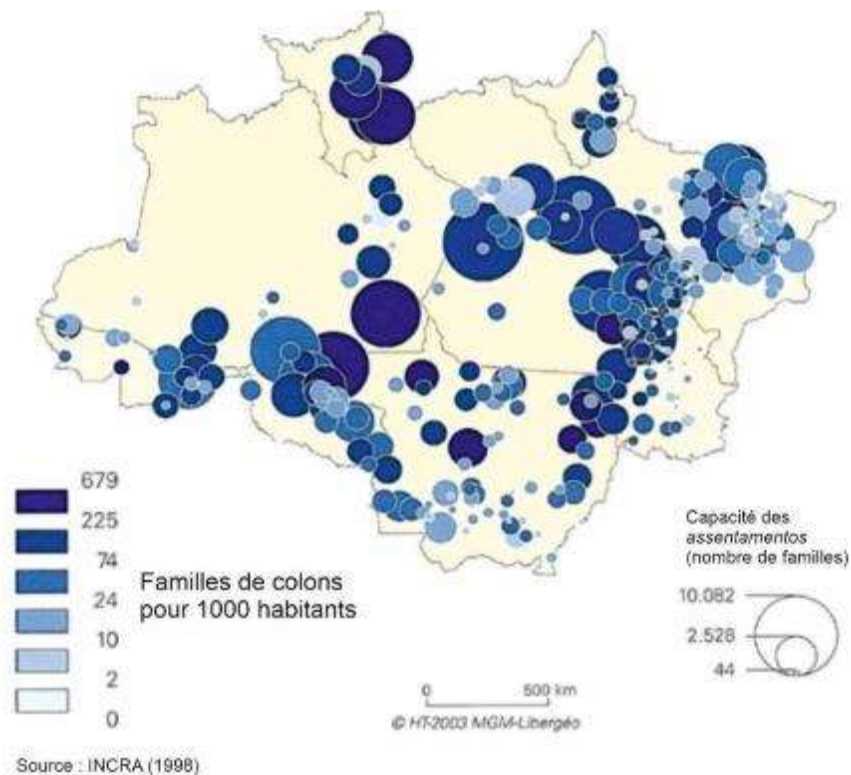 679
225
74
24
10
2
0
Familles de colons
pour 1000 habitants
Capacité des
assentamentos
(nombre de familles)
10.082
2.528
44
0 500 km
© HT-2003 MGM-Libergéo
Source : INCRA (1998)